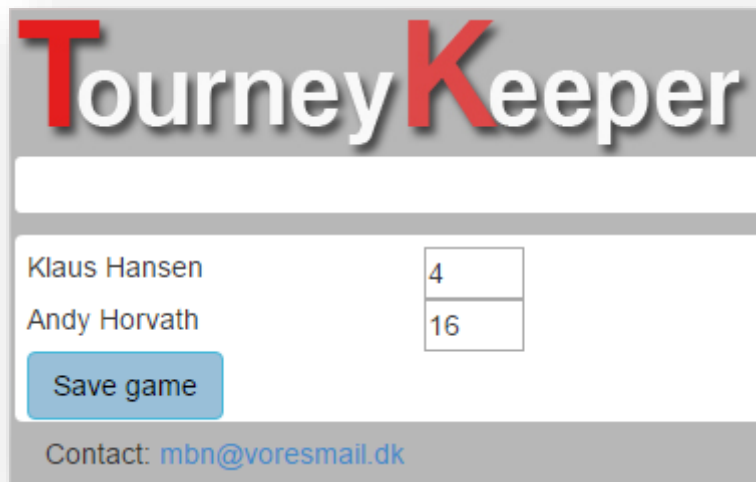 TourneyKeeper
Klaus Hansen 4
Andy Horvath 16
Save game
Contact: mbn@voresmail.dk